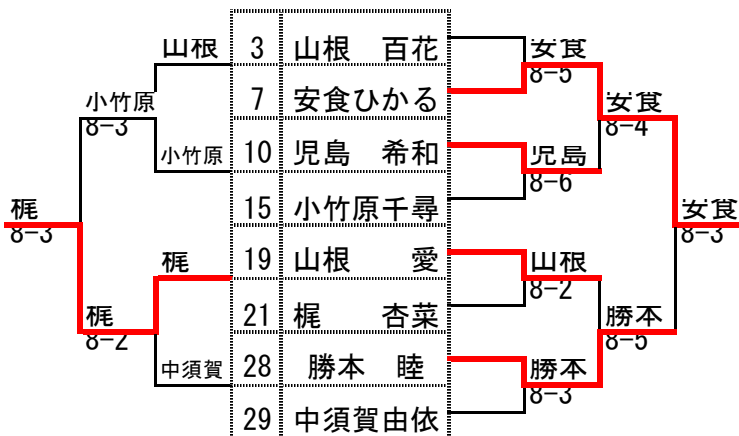 山根 3 山根 百花 安食
8-5
7 安食ひかる
小竹原 安食
8-3 8-4
小竹原 10 児島 希和 児島
8-6
15 小竹原千尋
梶 安食
8-3 8-3
梶 19 山根 愛 山根
8-2
21 梶 杏菜
梶 勝本
8-2 8-5
中須賀 28 勝本 睦 勝本
8-3
29 中須賀由依